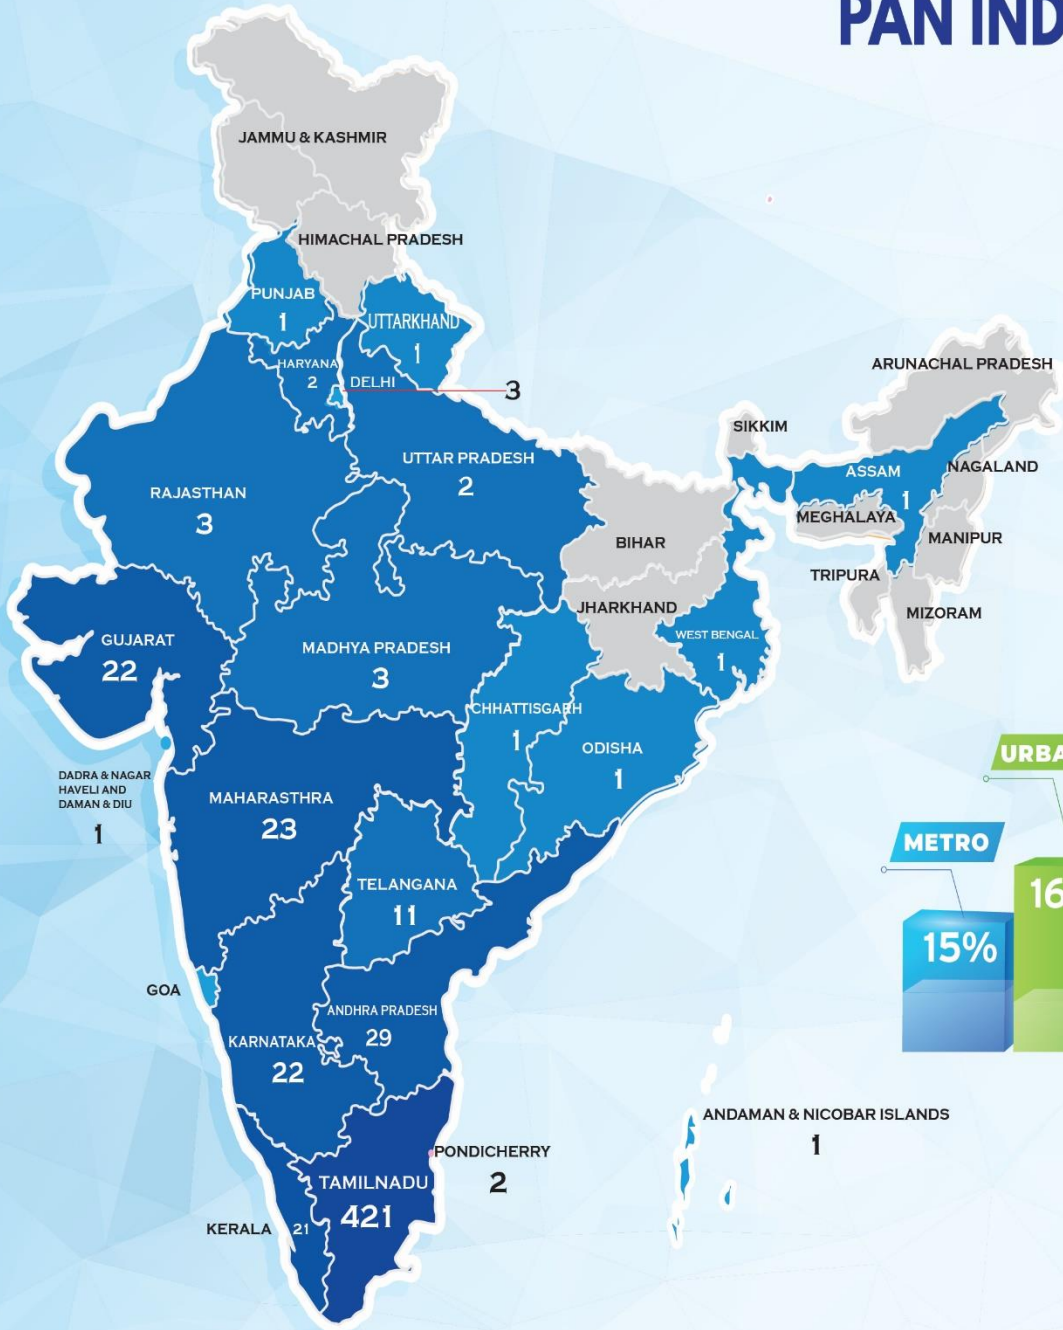 PAN IND
JAMMU & KASHMIR
HIMACHAL PRADESH
PUNJAB
1
UTTARKHAND
1
HARYANA
2
DELHI
3
ARUNACHAL PRADESH
SIKKIM
UTTAR PRADESH
2
ASSAM
1
NAGALAND
RAJASTHAN
3
MEGHALAYA
MANIPUR
BIHAR
TRIPURA
MIZORAM
JHARKHAND
GUJARAT
22
MADHYA PRADESH
3
WEST BENGAL
1
CHHATTISGARH
1
ODISHA
1
DADRA & NAGAR
HAVELI AND
DAMAN & DIU
1
MAHARASTHRA
23
URBA
METRO
15%
16
TELANGANA
11
GOA
ANDHRA PRADESH
29
KARNATAKA
22
ANDAMAN & NICOBAR ISLANDS
1
PONDICHERRY
2
TAMILNADU
421
KERALA
21